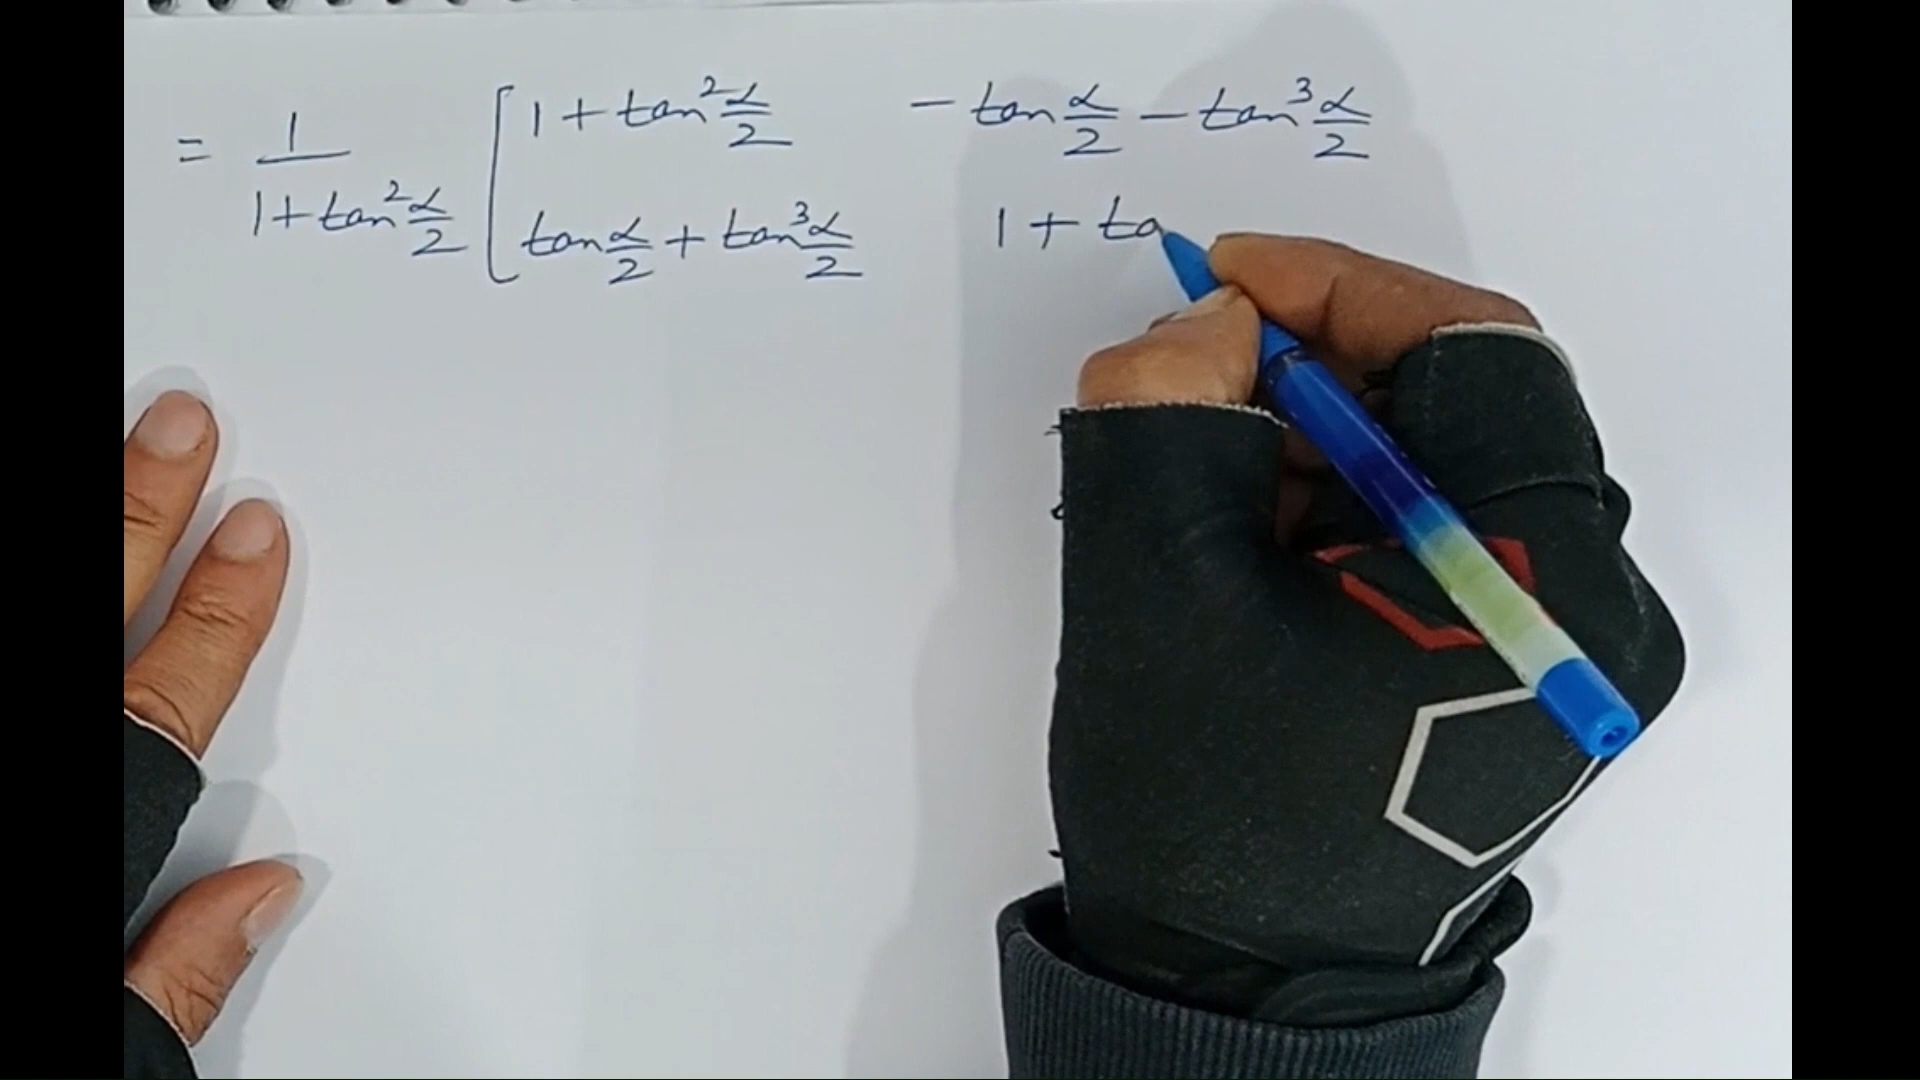 = 1/(1+tan²α/2) [ 1+tan²α/2   -tanα/2 - tan³α/2
tanα/2 + tan³α/2   1+ta